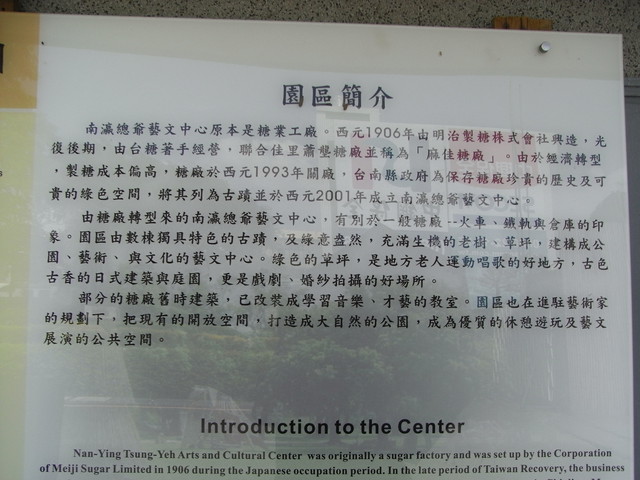 園區簡介
南瀛總爺藝文中心原本是糖業工廠。西元1906年由明治製糖株式會社興造，光
復後期，由台糖著手經營，聯合佳里蕭壟糖廠並稱為「麻佳糖廠」。由於經濟轉型
，製糖成本偏高，糖廠於西元1993年關廠，台南縣政府為保存糖廠珍貴的歷史及可
貴的綠色空間，將其列為古蹟並於西元2001年成立南瀛總爺藝文中心。
由糖廠轉型來的南瀛總爺藝文中心，有別於一般糖廠--火車、鐵軌與倉庫的印
象。園區由數棟獨具特色的古蹟，及綠意盎然，充滿生機的老樹、草坪，建構成公
園、藝術、與文化的藝文中心。綠色的草坪，是地方老人運動唱歌的好地方，古色
古香的日式建築與庭園，更是戲劇、婚紗拍攝的好場所。
部分的糖廠舊時建築，已改裝成學習音樂、才藝的教室。園區也在進駐藝術家
的規劃下，把現有的開放空間，打造成大自然的公園，成為優質的休憩遊玩及藝文
展演的公共空間。
Introduction to the Center
Nan-Ying Tsung-Yeh Arts and Cultural Center was originally a sugar factory and was set up by the Corporation
of Meiji Sugar Limited in 1906 during the Japanese occupation period. In the late period of Taiwan Recovery, the business